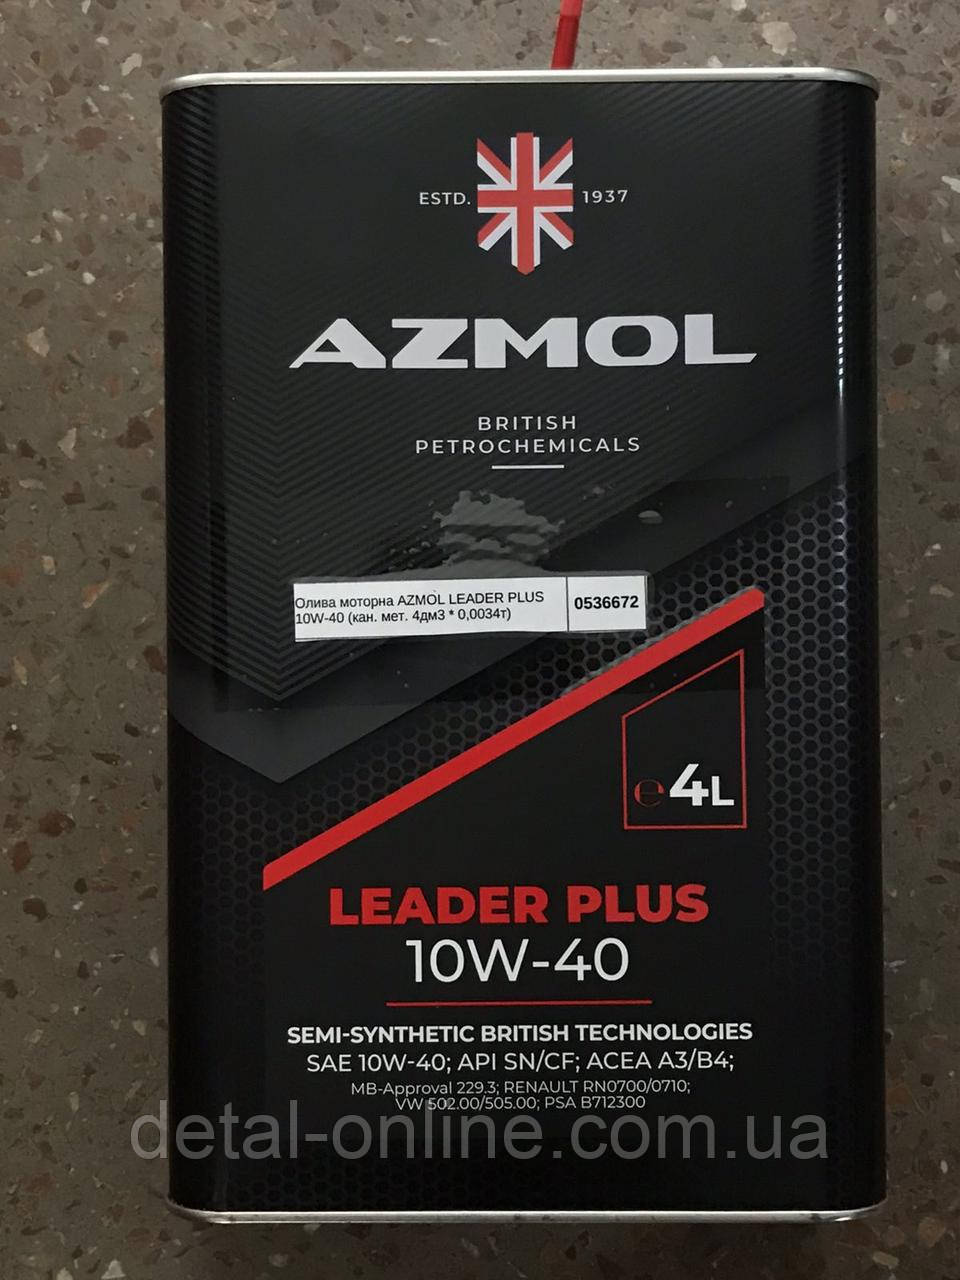 ESTD. 1937
AZMOL
BRITISH
PETROCHEMICALS
Олива моторна AZMOL LEADER PLUS
10W-40 (кан. мет. 4дм3 * 0,0034т)
0536672
e 4L
LEADER PLUS
10W-40
SEMI-SYNTHETIC BRITISH TECHNOLOGIES
SAE 10W-40; API SN/CF; ACEA A3/B4;
MB-Approval 229.3; RENAULT RN0700/0710;
VW 502.00/505.00; PSA B712300
detal-online.com.ua